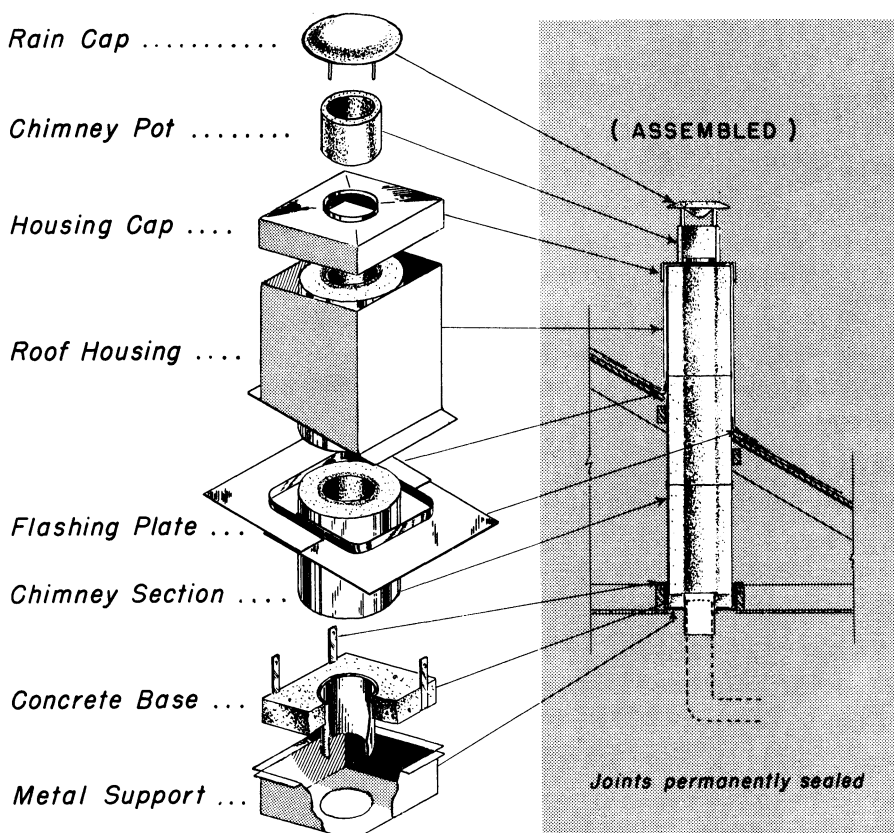 Rain Cap ...........
Chimney Pot ........
( ASSEMBLED )
Housing Cap ....
Roof Housing ....
Flashing Plate ...
Chimney Section ....
Concrete Base ...
Metal Support ...
Joints permanently sealed